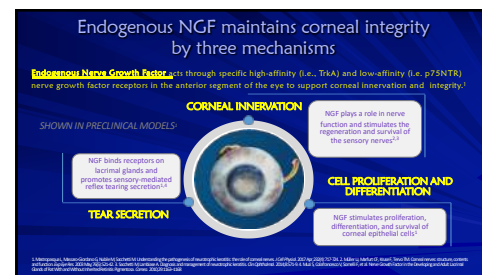 Endogenous NGF maintains corneal integrity
by three mechanisms
Endogenous Nerve Growth Factor acts through specific high-affinity (i.e., TrkA) and low-affinity (i.e. p75NTR)
nerve growth factor receptors in the anterior segment of the eye to support corneal innervation and integrity.¹
CORNEAL INNERVATION
SHOWN IN PRECLINICAL MODELS
NGF plays a role in nerve
function and stimulates the
regeneration and survival of
the sensory nerves
NGF binds receptors on
lacrimal glands and
promotes sensory-mediated
reflex tearing secretion
CELL PROLIFERATION AND
DIFFERENTIATION
TEAR SECRETION
NGF stimulates proliferation,
differentiation, and survival of
corneal epithelial cells